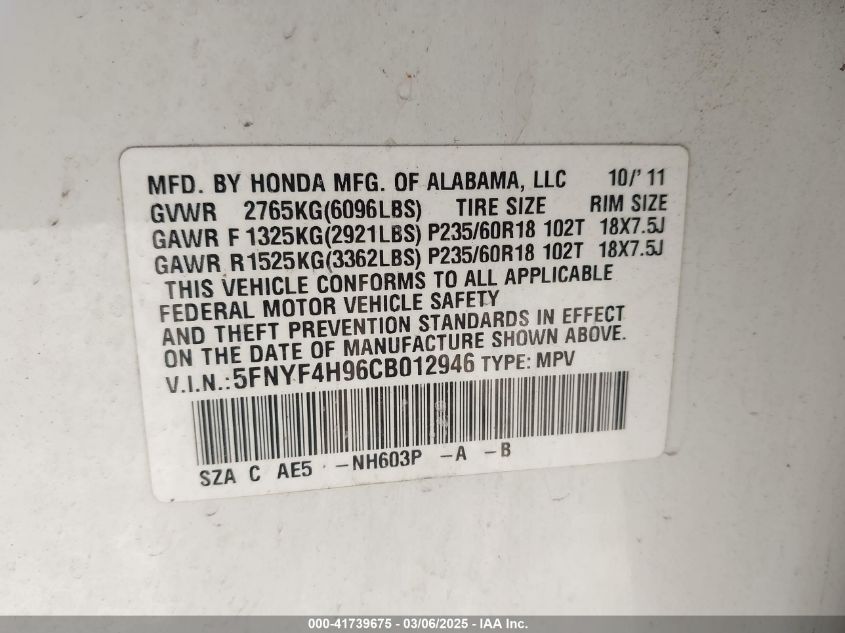 MFD. BY HONDA MFG. OF ALABAMA, LLC 10/'11
GVWR 2765KG(6096LBS) TIRE SIZE RIM SIZE
GAWR F 1325KG(2921LBS) P235/60R18 102T 18X7.5J
GAWR R1525KG(3362LBS) P235/60R18 102T 18X7.5J
THIS VEHICLE CONFORMS TO ALL APPLICABLE
FEDERAL MOTOR VEHICLE SAFETY
AND THEFT PREVENTION STANDARDS IN EFFECT
ON THE DATE OF MANUFACTURE SHOWN ABOVE.
V.I.N.:5FNYF4H96CB012946 TYPE: MPV
SZA C AE5 -NH603P -A -B
000-41739675 - 03/06/2025 - IAA Inc.